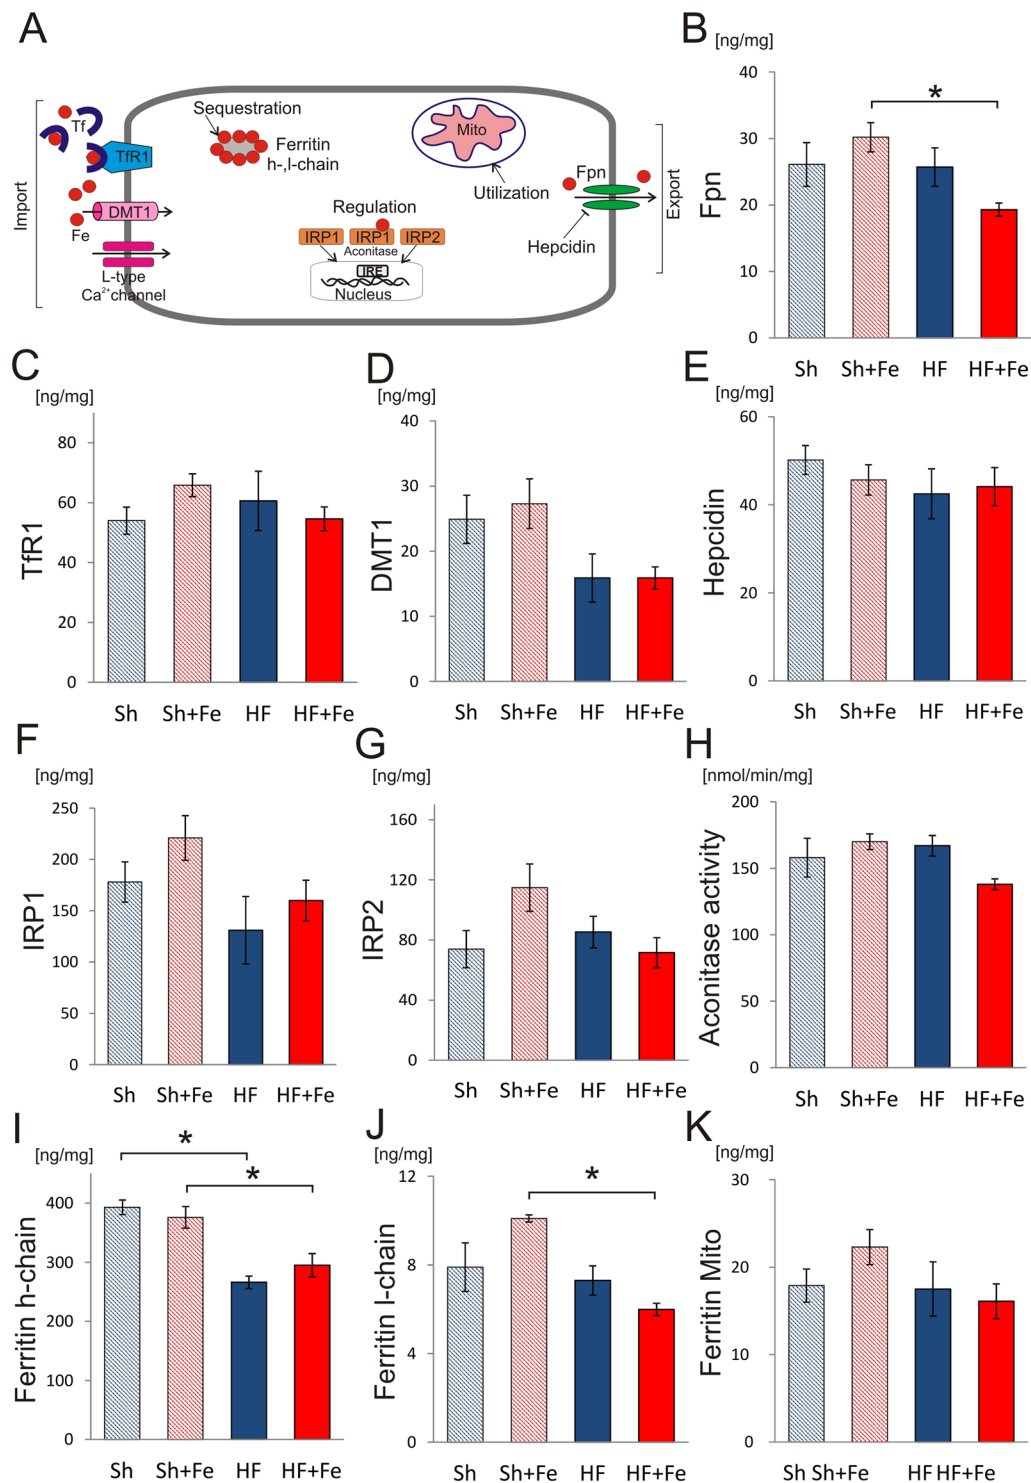 A
Import
Tf
TfR1
Fe
DMT1
L-type
Ca2+channel
Sequestration
Ferritin
h-,l-chain
Mito
Utilization
Regulation
IRP1
IRP1
IRP2
Aconitase
IRE
Nucleus
Fpn
Hepcidin
Export
B
[ng/mg]
Fpn
40
30
20
10
0
*
Sh Sh+Fe HF HF+Fe
C
[ng/mg]
TfR1
80
60
40
20
0
Sh Sh+Fe HF HF+Fe
D
[ng/mg]
DMT1
40
30
20
10
0
Sh Sh+Fe HF HF+Fe
E
[ng/mg]
Hepcidin
60
40
20
0
Sh Sh+Fe HF HF+Fe
F
[ng/mg]
IRP1
250
200
150
100
50
0
Sh Sh+Fe HF HF+Fe
G
[ng/mg]
IRP2
160
120
80
40
0
Sh Sh+Fe HF HF+Fe
H
[nmol/min/mg]
Aconitase activity
200
150
100
50
0
Sh Sh+Fe HF HF+Fe
I
[ng/mg]
Ferritin h-chain
400
300
200
100
0
*
*
Sh Sh+Fe HF HF+Fe
J
[ng/mg]
Ferritin l-chain
12
8
4
0
*
Sh Sh+Fe HF HF+Fe
K
[ng/mg]
Ferritin Mito
30
20
10
0
Sh Sh+Fe HF HF+Fe